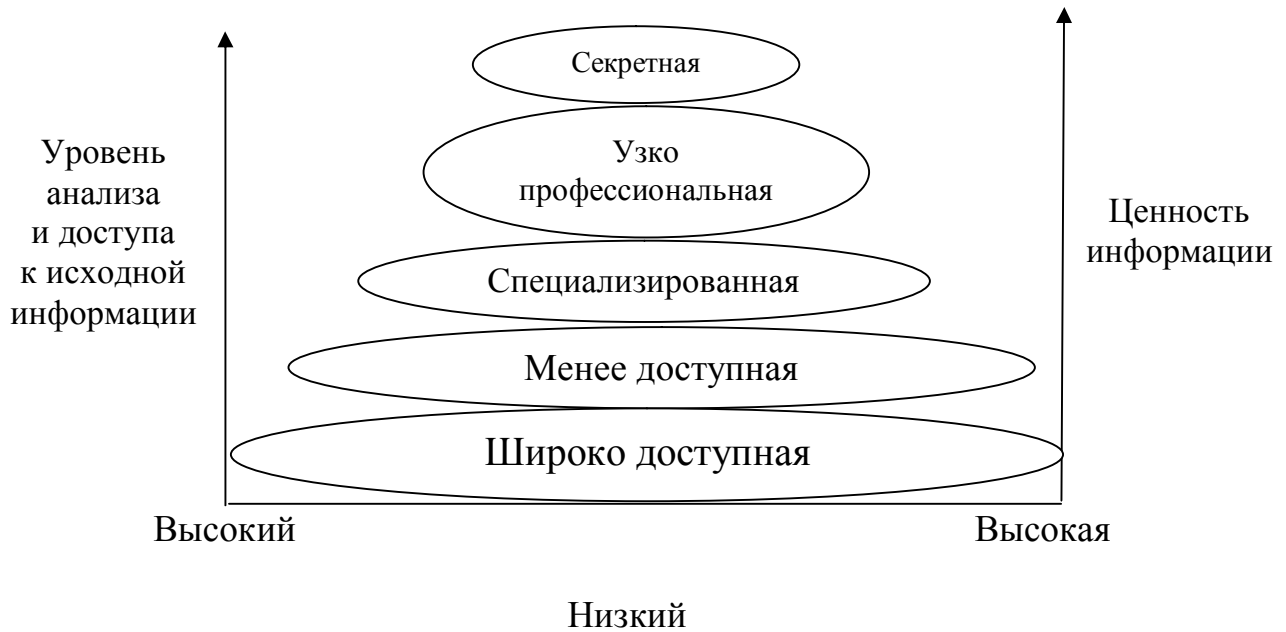 Секретная
Узко
профессиональная
Специализированная
Менее доступная
Широко доступная
Уровень
анализа
и доступа
к исходной
информации
Ценность
информации
Высокий
Высокая
Низкий